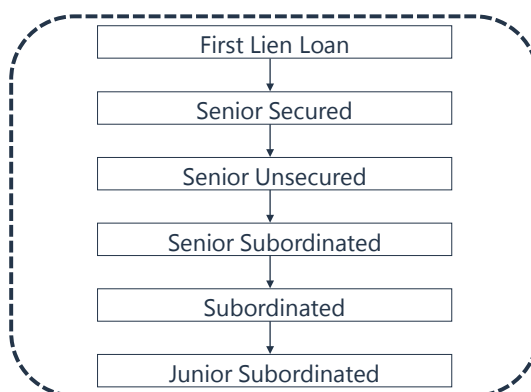 First Lien Loan
Senior Secured
Senior Unsecured
Senior Subordinated
Subordinated
Junior Subordinated